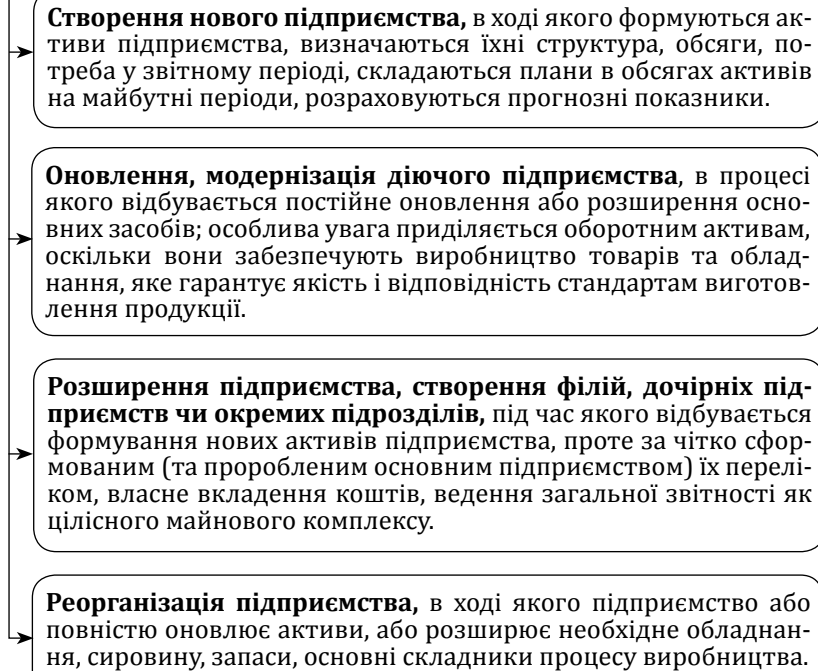 Створення нового підприємства, в ході якого формуються ак-
тиви підприємства, визначаються їхні структура, обсяги, по-
треба у звітному періоді, складаються плани в обсягах активів
на майбутні періоди, розраховуються прогнозні показники.
Оновлення, модернізація діючого підприємства, в процесі
якого відбувається постійне оновлення або розширення осно-
вних засобів; особлива увага приділяється оборотним активам,
оскільки вони забезпечують виробництво товарів та облад-
нання, яке гарантує якість і відповідність стандартам виготов-
лення продукції.
Розширення підприємства, створення філій, дочірніх під-
приємств чи окремих підрозділів, під час якого відбувається
формування нових активів підприємства, проте за чітко сфор-
мованим (та проробленим основним підприємством) їх перелі-
ком, власне вкладення коштів, ведення загальної звітності як
цілісного майнового комплексу.
Реорганізація підприємства, в ході якого підприємство або
повністю оновлює активи, або розширює необхідне обладнан-
ня, сировину, запаси, основні складники процесу виробництва.